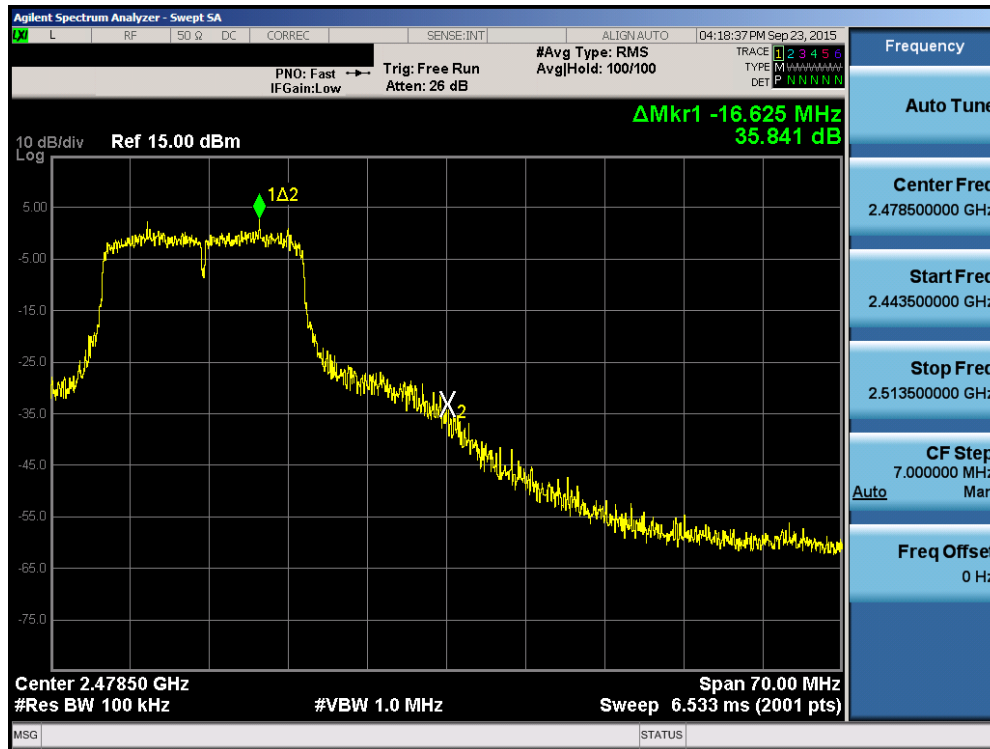 Agilent Spectrum Analyzer - Swept SA
LXI L RF 50 Ω DC CORREC SENSE:INT ALIGN AUTO 04:18:37 PM Sep 23, 2015
PNO: Fast Trig: Free Run #Avg Type: RMS TRACE 1 2 3 4 5 6
IFGain:Low Atten: 26 dB Avg|Hold: 100/100 TYPE M WWWWW
DET P N N N N N
ΔMkr1 -16.625 MHz
35.841 dB
10 dB/div Ref 15.00 dBm
Log
1Δ2
5.00
-5.00
-15.0
-25.0
-35.0
2
-45.0
-55.0
-65.0
-75.0
Center 2.47850 GHz Span 70.00 MHz
#Res BW 100 kHz #VBW 1.0 MHz Sweep 6.533 ms (2001 pts)
MSG STATUS
Frequency
Auto Tune
Center Freq
2.478500000 GHz
Start Freq
2.443500000 GHz
Stop Freq
2.513500000 GHz
CF Step
7.000000 MHz
Auto Man
Freq Offset
0 Hz